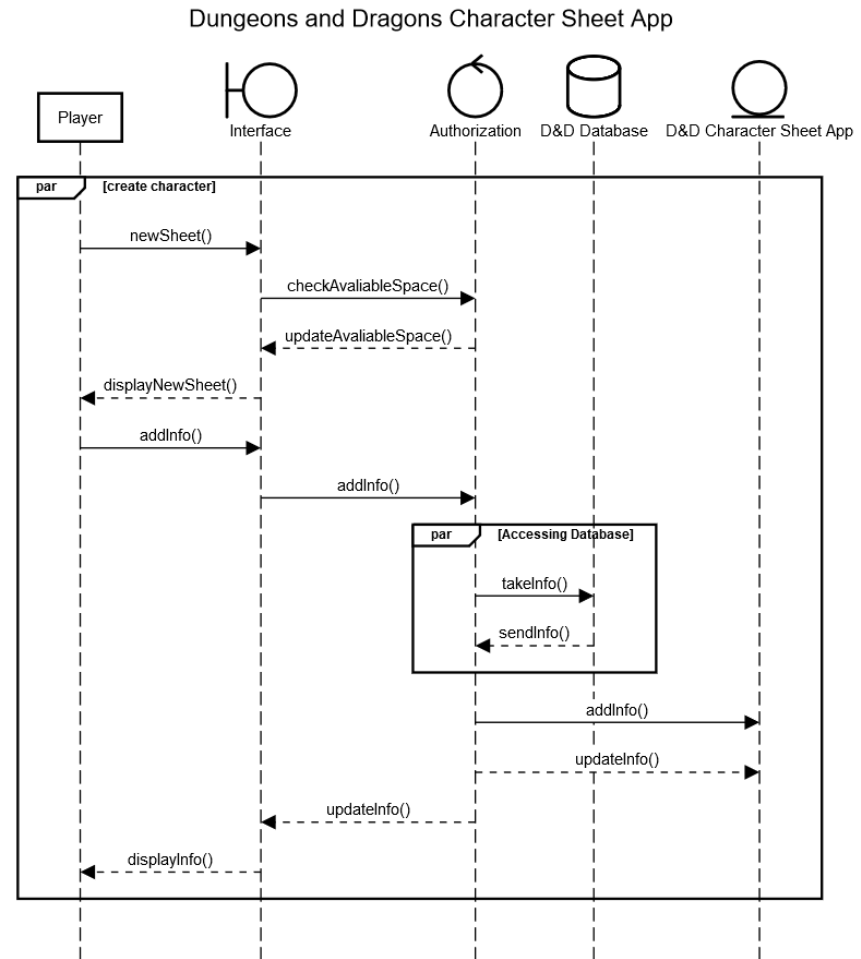 Dungeons and Dragons Character Sheet App
Player
Interface
Authorization
D&D Database
D&D Character Sheet App
par
[create character]
newSheet()
checkAvaliableSpace()
updateAvaliableSpace()
displayNewSheet()
addInfo()
addInfo()
par
[Accessing Database]
takeInfo()
sendInfo()
addInfo()
updateInfo()
updateInfo()
displayInfo()